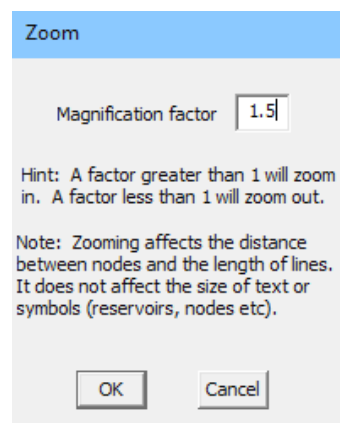 Zoom
Magnification factor 1.5
Hint: A factor greater than 1 will zoom
in. A factor less than 1 will zoom out.
Note: Zooming affects the distance
between nodes and the length of lines.
It does not affect the size of text or
symbols (reservoirs, nodes etc).
OK Cancel